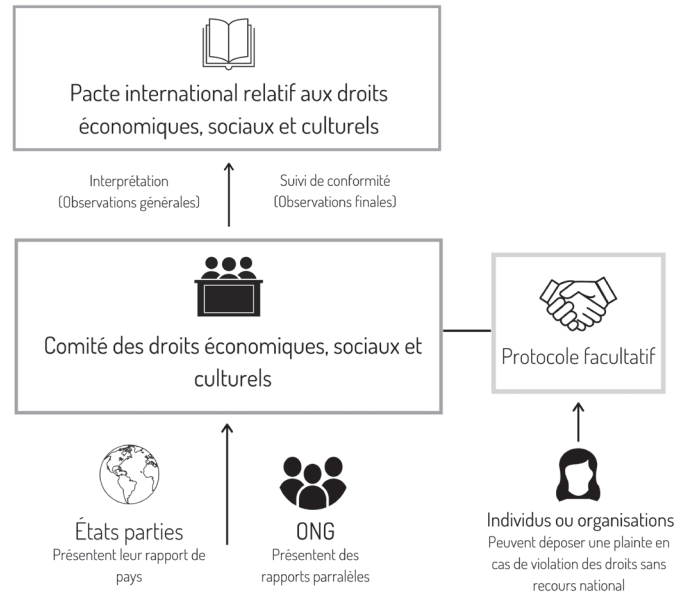 Pacte international relatif aux droits
économiques, sociaux et culturels
Interprétation
(Observations générales)
Suivi de conformité
(Observations finales)
Comité des droits économiques, sociaux et
culturels
Protocole facultatif
États parties
Présentent leur rapport de
pays
ONG
Présentent des
rapports parralèles
Individus ou organisations
Peuvent déposer une plainte en
cas de violation des droits sans
recours national